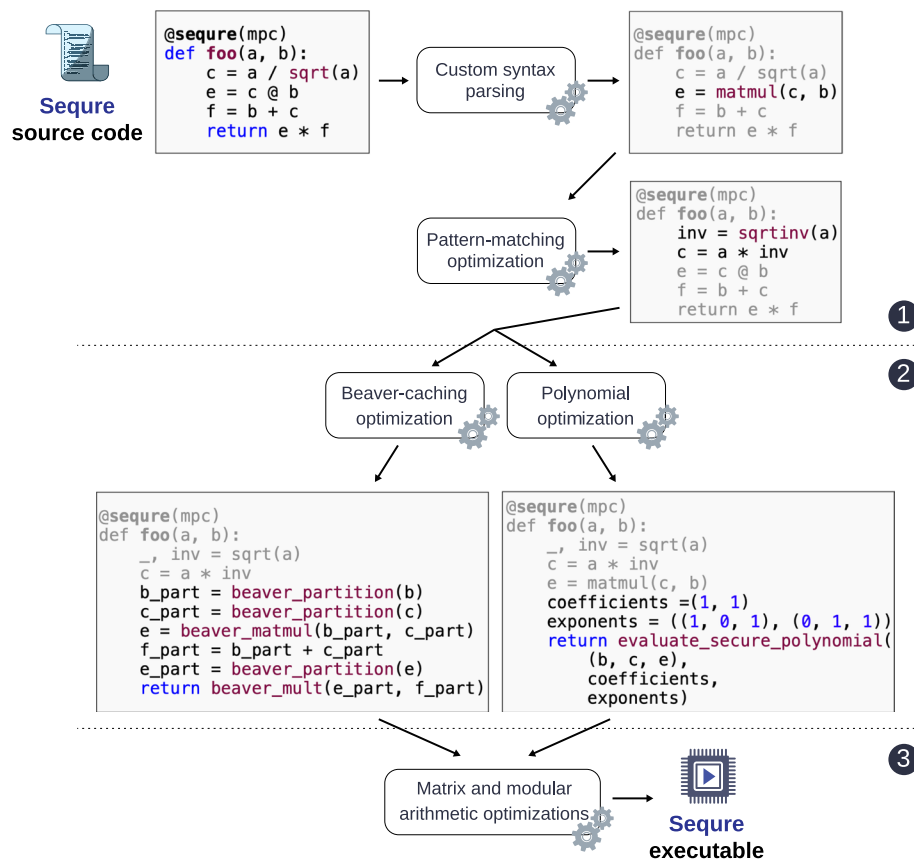 Sequre
source code
@sequre(mpc)
def foo(a, b):
    c = a / sqrt(a)
    e = c @ b
    f = b + c
    return e * f
Custom syntax
parsing
@sequre(mpc)
def foo(a, b):
    c = a / sqrt(a)
    e = matmul(c, b)
    f = b + c
    return e * f
Pattern-matching
optimization
@sequre(mpc)
def foo(a, b):
    inv = sqrtinv(a)
    c = a * inv
    e = c @ b
    f = b + c
    return e * f
1
2
Beaver-caching
optimization
Polynomial
optimization
@sequre(mpc)
def foo(a, b):
    _, inv = sqrt(a)
    c = a * inv
    b_part = beaver_partition(b)
    c_part = beaver_partition(c)
    e = beaver_matmul(b_part, c_part)
    f_part = b_part + c_part
    e_part = beaver_partition(e)
    return beaver_mult(e_part, f_part)
@sequre(mpc)
def foo(a, b):
    _, inv = sqrt(a)
    c = a * inv
    e = matmul(c, b)
    coefficients =(1, 1)
    exponents = ((1, 0, 1), (0, 1, 1))
    return evaluate_secure_polynomial(
        (b, c, e),
        coefficients,
        exponents)
3
Matrix and modular
arithmetic optimizations
Sequre
executable